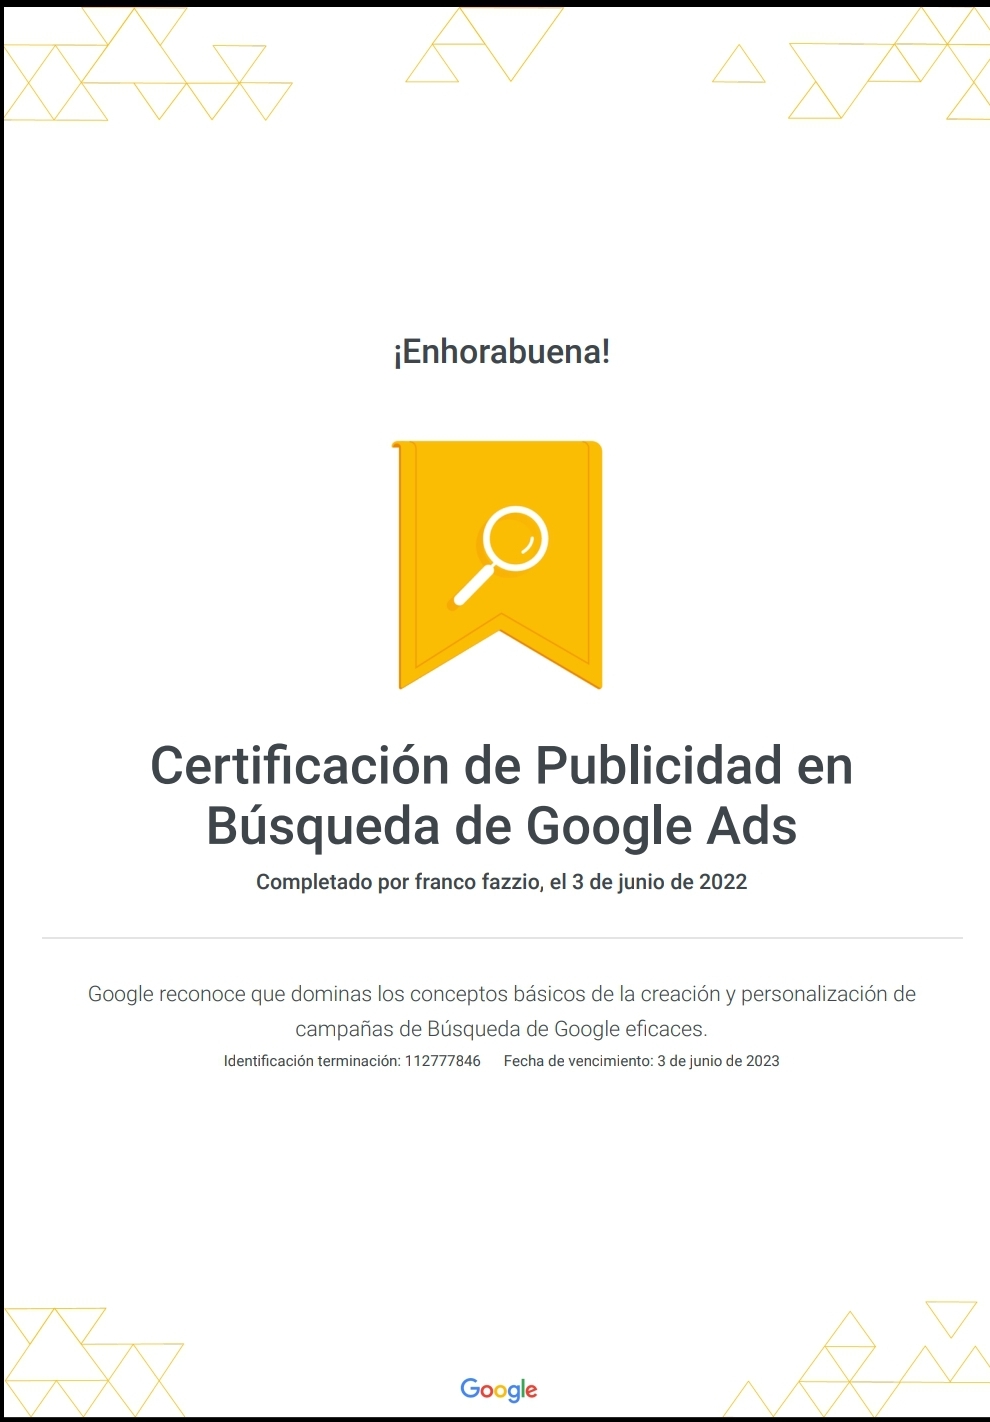 ¡Enhorabuena!
Certificación de Publicidad en
Búsqueda de Google Ads
Completado por franco fazzio, el 3 de junio de 2022
Google reconoce que dominas los conceptos básicos de la creación y personalización de
campañas de Búsqueda de Google eficaces.
Identificación terminación: 112777846 Fecha de vencimiento: 3 de junio de 2023
Google